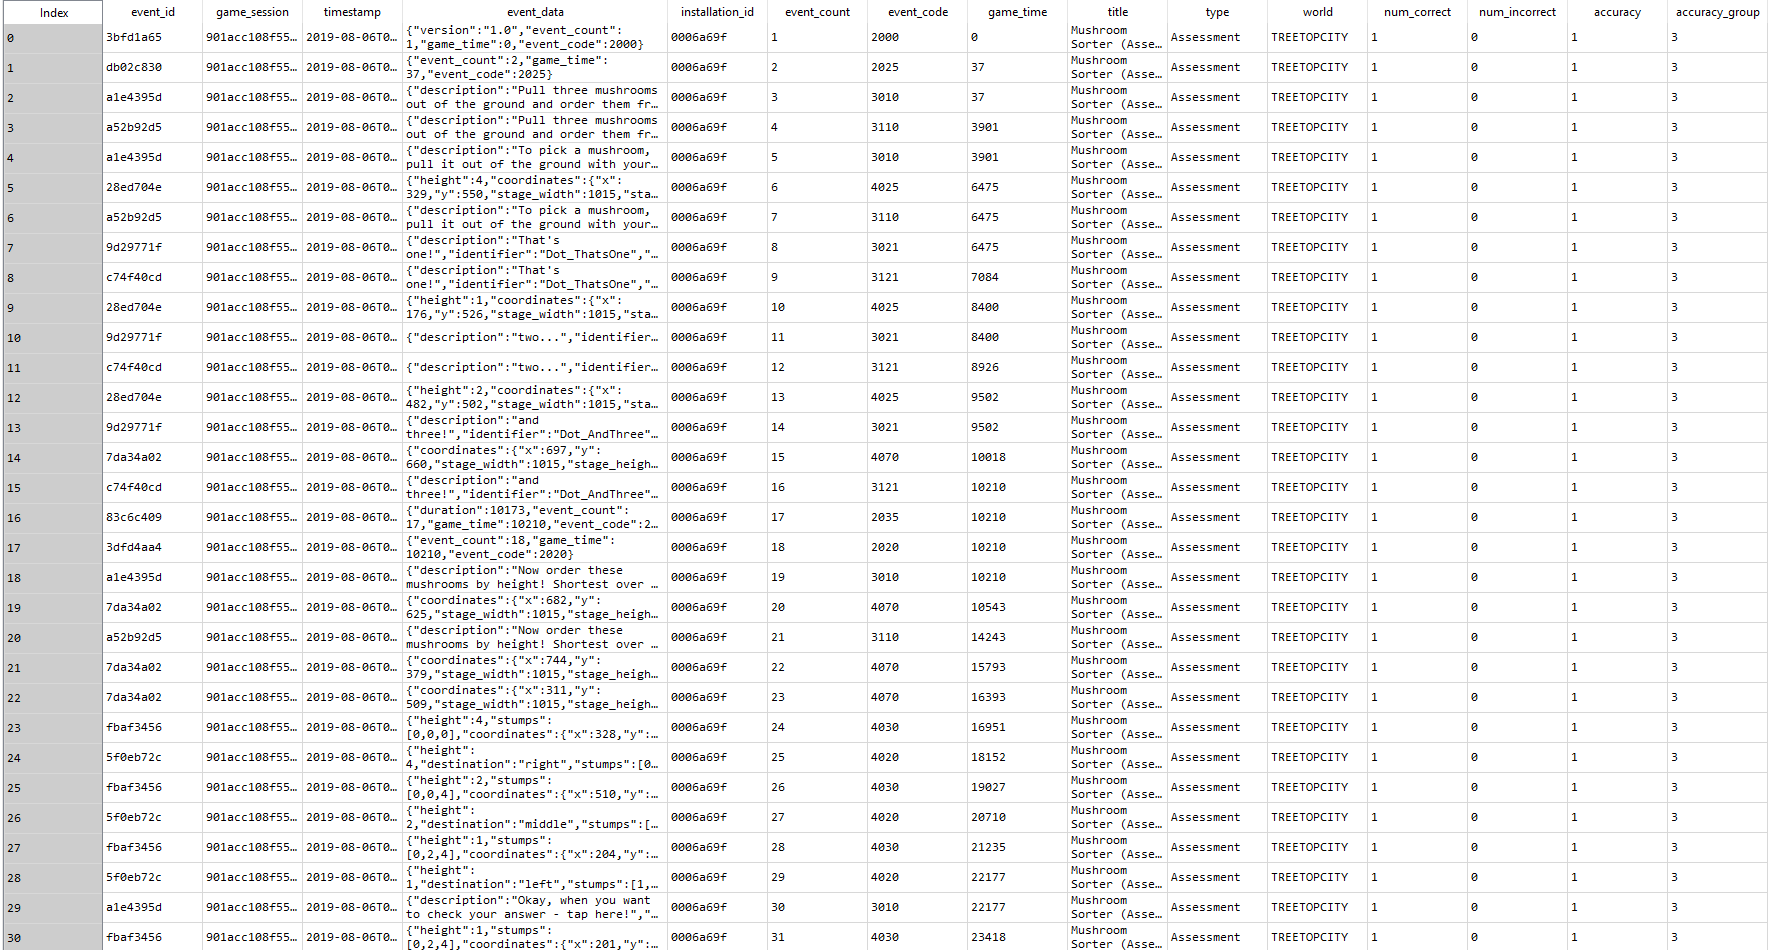 Index event_id game_session timestamp event_data installation_id event_count event_code game_time title type world num_correct num_incorrect accuracy accuracy_group
0 3bfd1a65 901acc108f55… 2019-08-06T0… {"version":"1.0","event_count":
1,"game_time":0,"event_code":2000} 0006a69f 1 2000 0 Mushroom
Sorter (Asse… Assessment TREETOPCITY 1 0 1 3
1 db02c830 901acc108f55… 2019-08-06T0… {"event_count":2,"game_time":
37,"event_code":2025} 0006a69f 2 2025 37 Mushroom
Sorter (Asse… Assessment TREETOPCITY 1 0 1 3
2 a1e4395d 901acc108f55… 2019-08-06T0… {"description":"Pull three mushrooms
out of the ground and order them fr… 0006a69f 3 3010 37 Mushroom
Sorter (Asse… Assessment TREETOPCITY 1 0 1 3
3 a52b92d5 901acc108f55… 2019-08-06T0… {"description":"Pull three mushrooms
out of the ground and order them fr… 0006a69f 4 3110 3901 Mushroom
Sorter (Asse… Assessment TREETOPCITY 1 0 1 3
4 a1e4395d 901acc108f55… 2019-08-06T0… {"description":"To pick a mushroom,
pull it out of the ground with your… 0006a69f 5 3010 3901 Mushroom
Sorter (Asse… Assessment TREETOPCITY 1 0 1 3
5 28ed704e 901acc108f55… 2019-08-06T0… {"height":4,"coordinates":{"x":
329,"y":550,"stage_width":1015,"sta… 0006a69f 6 4025 6475 Mushroom
Sorter (Asse… Assessment TREETOPCITY 1 0 1 3
6 a52b92d5 901acc108f55… 2019-08-06T0… {"description":"To pick a mushroom,
pull it out of the ground with your… 0006a69f 7 3110 6475 Mushroom
Sorter (Asse… Assessment TREETOPCITY 1 0 1 3
7 9d29771f 901acc108f55… 2019-08-06T0… {"description":"That's
one!","identifier":"Dot_ThatsOne","… 0006a69f 8 3021 6475 Mushroom
Sorter (Asse… Assessment TREETOPCITY 1 0 1 3
8 c74f40cd 901acc108f55… 2019-08-06T0… {"description":"That's
one!","identifier":"Dot_ThatsOne","… 0006a69f 9 3121 7084 Mushroom
Sorter (Asse… Assessment TREETOPCITY 1 0 1 3
9 28ed704e 901acc108f55… 2019-08-06T0… {"height":1,"coordinates":{"x":
176,"y":526,"stage_width":1015,"sta… 0006a69f 10 4025 8400 Mushroom
Sorter (Asse… Assessment TREETOPCITY 1 0 1 3
10 9d29771f 901acc108f55… 2019-08-06T0… {"description":"two...","identifier… 0006a69f 11 3021 8400 Mushroom
Sorter (Asse… Assessment TREETOPCITY 1 0 1 3
11 c74f40cd 901acc108f55… 2019-08-06T0… {"description":"two...","identifier… 0006a69f 12 3121 8926 Mushroom
Sorter (Asse… Assessment TREETOPCITY 1 0 1 3
12 28ed704e 901acc108f55… 2019-08-06T0… {"height":2,"coordinates":{"x":
482,"y":502,"stage_width":1015,"sta… 0006a69f 13 4025 9502 Mushroom
Sorter (Asse… Assessment TREETOPCITY 1 0 1 3
13 9d29771f 901acc108f55… 2019-08-06T0… {"description":"and
three!","identifier":"Dot_AndThree"… 0006a69f 14 3021 9502 Mushroom
Sorter (Asse… Assessment TREETOPCITY 1 0 1 3
14 7da34a02 901acc108f55… 2019-08-06T0… {"coordinates":{"x":697,"y":
660,"stage_width":1015,"stage_heigh… 0006a69f 15 4070 10018 Mushroom
Sorter (Asse… Assessment TREETOPCITY 1 0 1 3
15 c74f40cd 901acc108f55… 2019-08-06T0… {"description":"and
three!","identifier":"Dot_AndThree"… 0006a69f 16 3121 10210 Mushroom
Sorter (Asse… Assessment TREETOPCITY 1 0 1 3
16 83c6c409 901acc108f55… 2019-08-06T0… {"duration":10173,"event_count":
17,"game_time":10210,"event_code":2… 0006a69f 17 2035 10210 Mushroom
Sorter (Asse… Assessment TREETOPCITY 1 0 1 3
17 3dfd4aa4 901acc108f55… 2019-08-06T0… {"event_count":18,"game_time":
10210,"event_code":2020} 0006a69f 18 2020 10210 Mushroom
Sorter (Asse… Assessment TREETOPCITY 1 0 1 3
18 a1e4395d 901acc108f55… 2019-08-06T0… {"description":"Now order these
mushrooms by height! Shortest over … 0006a69f 19 3010 10210 Mushroom
Sorter (Asse… Assessment TREETOPCITY 1 0 1 3
19 7da34a02 901acc108f55… 2019-08-06T0… {"coordinates":{"x":682,"y":
625,"stage_width":1015,"stage_heigh… 0006a69f 20 4070 10543 Mushroom
Sorter (Asse… Assessment TREETOPCITY 1 0 1 3
20 a52b92d5 901acc108f55… 2019-08-06T0… {"description":"Now order these
mushrooms by height! Shortest over … 0006a69f 21 3110 14243 Mushroom
Sorter (Asse… Assessment TREETOPCITY 1 0 1 3
21 7da34a02 901acc108f55… 2019-08-06T0… {"coordinates":{"x":744,"y":
379,"stage_width":1015,"stage_heigh… 0006a69f 22 4070 15793 Mushroom
Sorter (Asse… Assessment TREETOPCITY 1 0 1 3
22 7da34a02 901acc108f55… 2019-08-06T0… {"coordinates":{"x":311,"y":
509,"stage_width":1015,"stage_heigh… 0006a69f 23 4070 16393 Mushroom
Sorter (Asse… Assessment TREETOPCITY 1 0 1 3
23 fbaf3456 901acc108f55… 2019-08-06T0… {"height":4,"stumps":
[0,0,0],"coordinates":{"x":328,"y":… 0006a69f 24 4030 16951 Mushroom
Sorter (Asse… Assessment TREETOPCITY 1 0 1 3
24 5f0eb72c 901acc108f55… 2019-08-06T0… {"height":
4,"destination":"right","stumps":[0… 0006a69f 25 4020 18152 Mushroom
Sorter (Asse… Assessment TREETOPCITY 1 0 1 3
25 fbaf3456 901acc108f55… 2019-08-06T0… {"height":2,"stumps":
[0,0,4],"coordinates":{"x":510,"y":… 0006a69f 26 4030 19027 Mushroom
Sorter (Asse… Assessment TREETOPCITY 1 0 1 3
26 5f0eb72c 901acc108f55… 2019-08-06T0… {"height":
2,"destination":"middle","stumps":[… 0006a69f 27 4020 20710 Mushroom
Sorter (Asse… Assessment TREETOPCITY 1 0 1 3
27 fbaf3456 901acc108f55… 2019-08-06T0… {"height":1,"stumps":
[0,2,4],"coordinates":{"x":204,"y":… 0006a69f 28 4030 21235 Mushroom
Sorter (Asse… Assessment TREETOPCITY 1 0 1 3
28 5f0eb72c 901acc108f55… 2019-08-06T0… {"height":
1,"destination":"left","stumps":[1,… 0006a69f 29 4020 22177 Mushroom
Sorter (Asse… Assessment TREETOPCITY 1 0 1 3
29 a1e4395d 901acc108f55… 2019-08-06T0… {"description":"Okay, when you want
to check your answer - tap here!","… 0006a69f 30 3010 22177 Mushroom
Sorter (Asse… Assessment TREETOPCITY 1 0 1 3
30 fbaf3456 901acc108f55… 2019-08-06T0… {"height":1,"stumps":
[0,2,4],"coordinates":{"x":201,"y":… 0006a69f 31 4030 23418 Mushroom
Sorter (Asse… Assessment TREETOPCITY 1 0 1 3